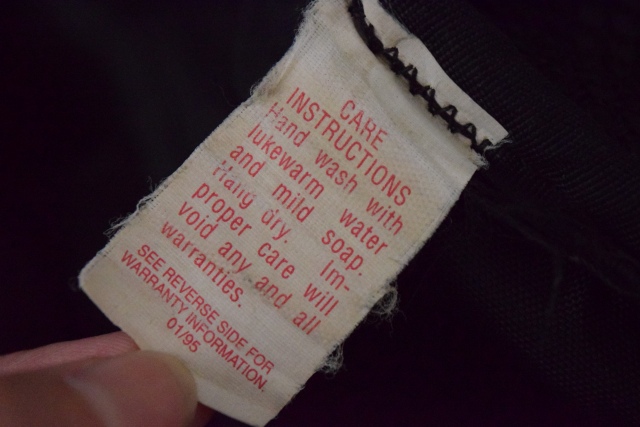 CARE
INSTRUCTIONS
Hand wash with
lukewarm water
and mild soap.
Hang dry. Im-
proper care will
void any and all
warranties.
SEE REVERSE SIDE FOR
WARRANTY INFORMATION.
01/95